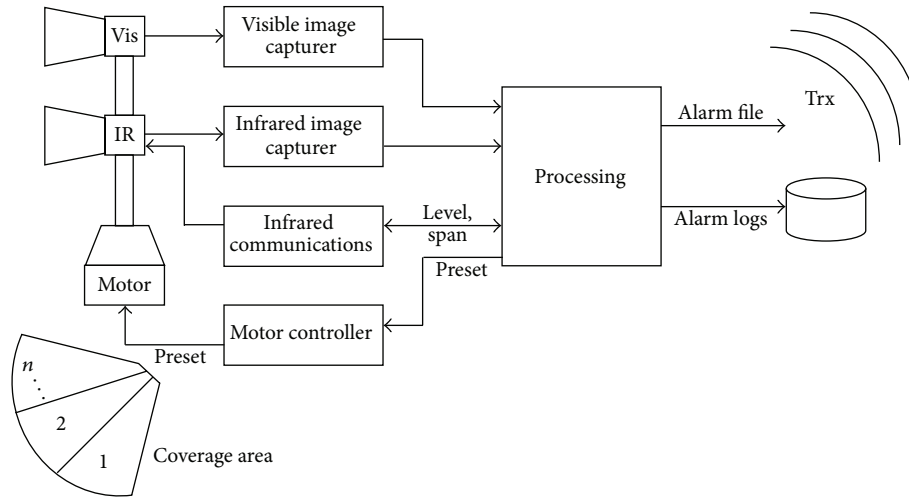 Vis
Visible image
capturer
IR
Infrared image
capturer
Infrared
communications
Level,
span
Motor
Motor controller
Preset
Preset
Processing
Alarm file
Trx
Alarm logs
n
2
1
Coverage area